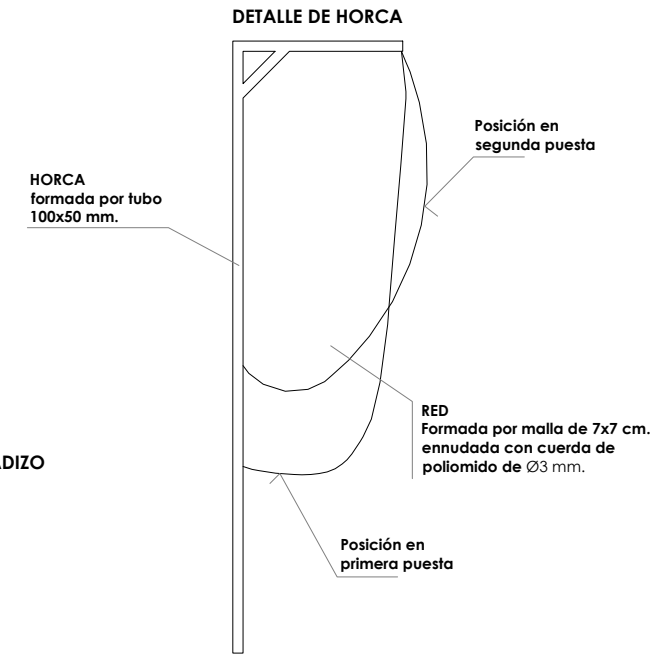 DETALLE DE HORCA
Posición en
segunda puesta
HORCA
formada por tubo
100x50 mm.
RED
Formada por malla de 7x7 cm.
ennudada con cuerda de
poliomido de Ø3 mm.
ADIZO
Posición en
primera puesta